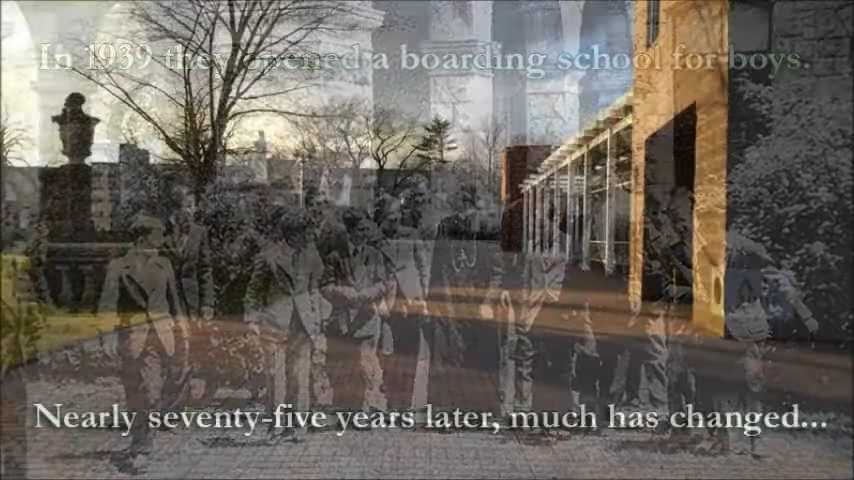 In 1939 they opened a boarding school for boys.
Nearly seventy-five years later, much has changed...